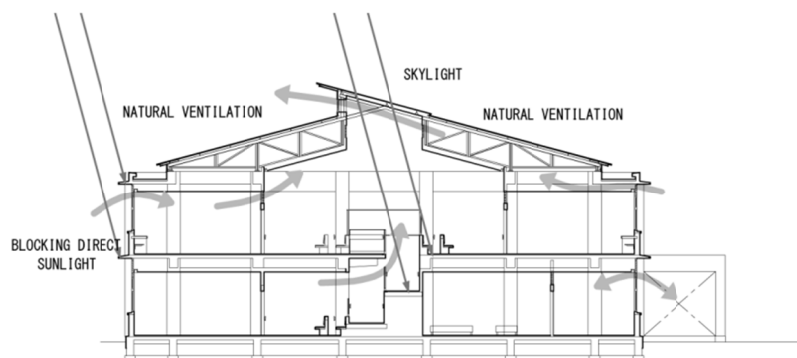 SKYLIGHT
NATURAL VENTILATION
NATURAL VENTILATION
BLOCKING DIRECT
SUNLIGHT